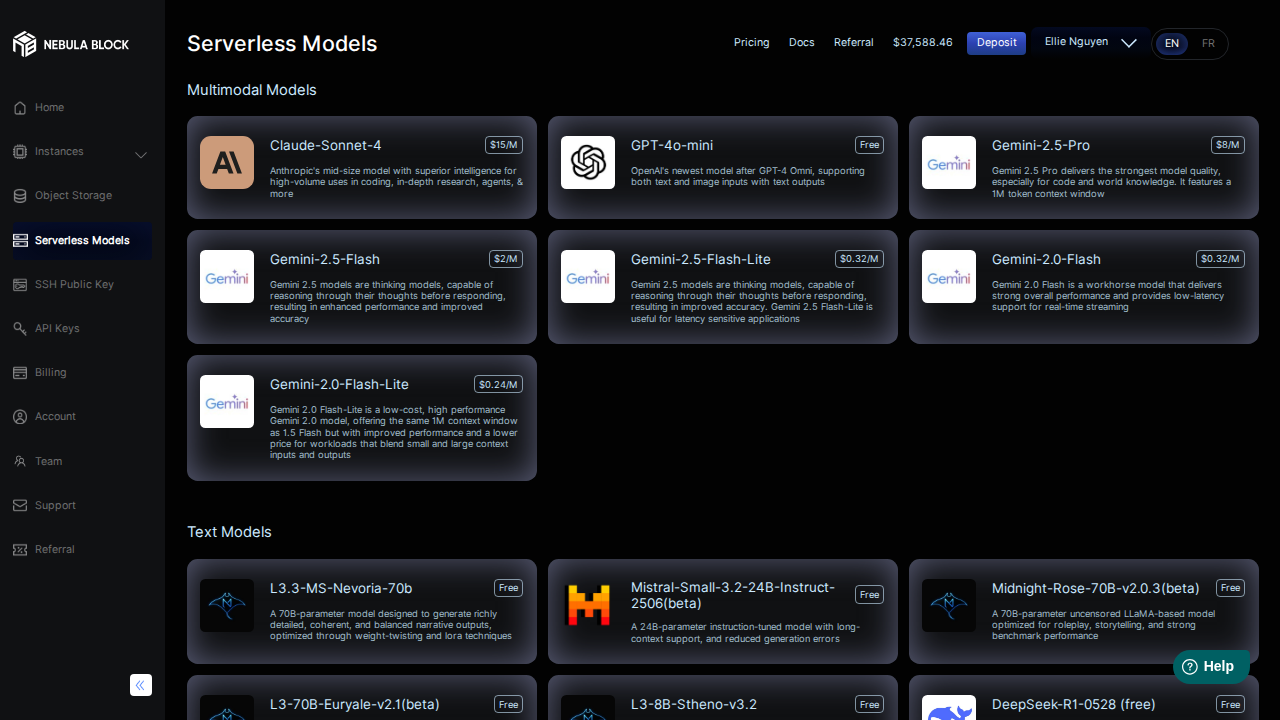 NEBULA BLOCK
Home
Instances
Object Storage
Serverless Models
SSH Public Key
API Keys
Billing
Account
Team
Support
Referral
Serverless Models
Pricing
Docs
Referral
$37,588.46
Deposit
Ellie Nguyen
EN
FR
Multimodal Models
Claude-Sonnet-4
$15/M
Anthropic's mid-size model with superior intelligence for
high-volume uses in coding, in-depth research, agents, &
more
GPT-4o-mini
Free
OpenAI's newest model after GPT-4 Omni, supporting
both text and image inputs with text outputs
Gemini
Gemini-2.5-Pro
$8/M
Gemini 2.5 Pro delivers the strongest model quality,
especially for code and world knowledge. It features a
1M token context window
Gemini
Gemini-2.5-Flash
$2/M
Gemini 2.5 models are thinking models, capable of
reasoning through their thoughts before responding,
resulting in enhanced performance and improved
accuracy
Gemini
Gemini-2.5-Flash-Lite
$0.32/M
Gemini 2.5 models are thinking models, capable of
reasoning through their thoughts before responding,
resulting in improved accuracy. Gemini 2.5 Flash-Lite is
useful for latency sensitive applications
Gemini
Gemini-2.0-Flash
$0.32/M
Gemini 2.0 Flash is a workhorse model that delivers
strong overall performance and provides low-latency
support for real-time streaming
Gemini
Gemini-2.0-Flash-Lite
$0.24/M
Gemini 2.0 Flash-Lite is a low-cost, high performance
Gemini 2.0 model, offering the same 1M context window
as 1.5 Flash but with improved performance and a lower
price for workloads that blend small and large context
inputs and outputs
Text Models
L3.3-MS-Nevoria-70b
Free
A 70B-parameter model designed to generate richly
detailed, coherent, and balanced narrative outputs,
optimized through weight-twisting and lora techniques
Mistral-Small-3.2-24B-Instruct-
2506(beta)
Free
A 24B-parameter instruction-tuned model with long-
context support, and reduced generation errors
Midnight-Rose-70B-v2.0.3(beta)
Free
A 70B-parameter uncensored LLaMA-based model
optimized for roleplay, storytelling, and strong
benchmark performance
L3-70B-Euryale-v2.1(beta)
Free
L3-8B-Stheno-v3.2
Free
DeepSeek-R1-0528 (free)
Free
Help